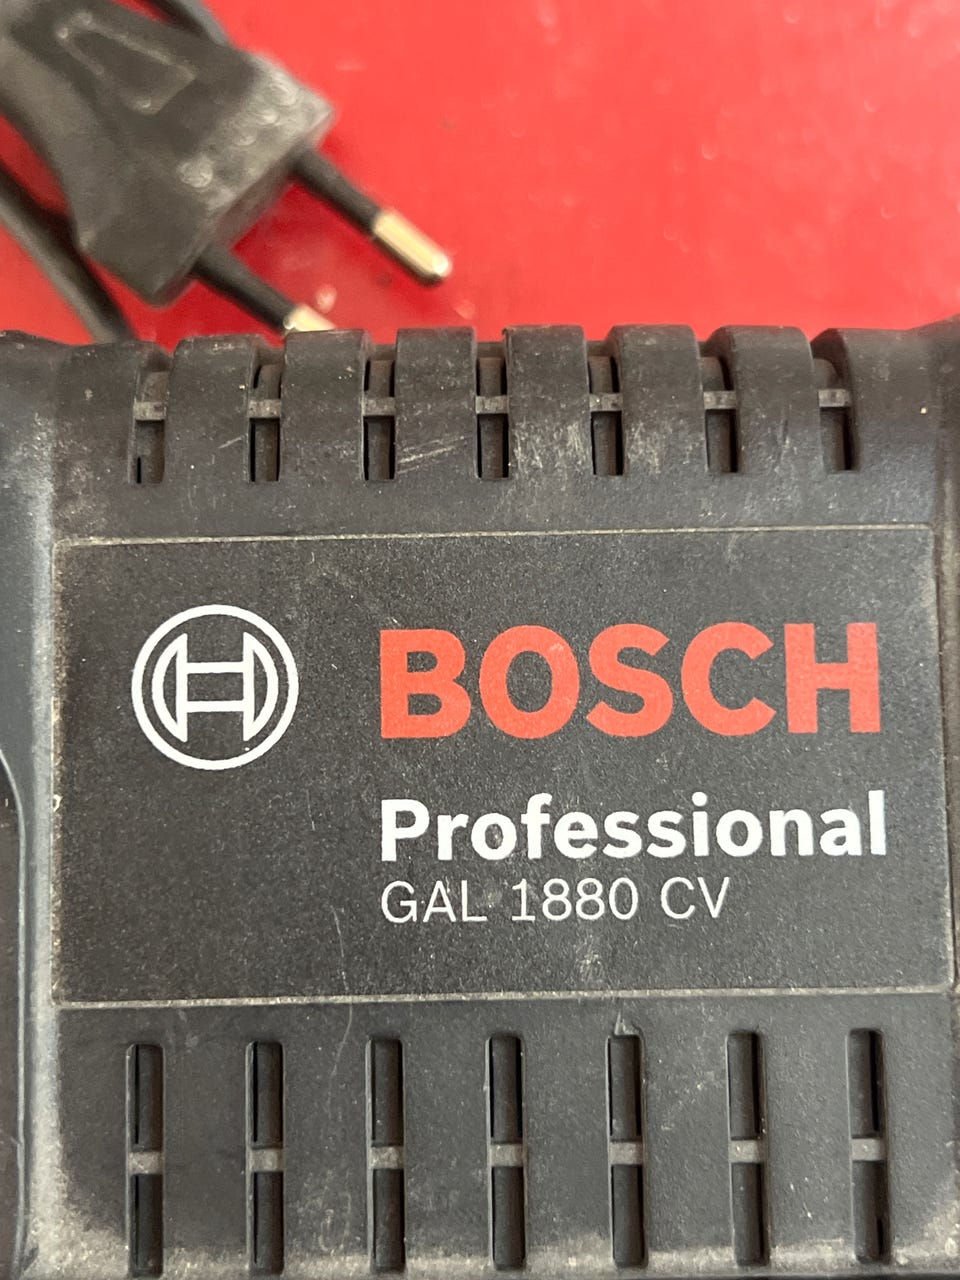 BOSCH
Professional
GAL 1880 CV